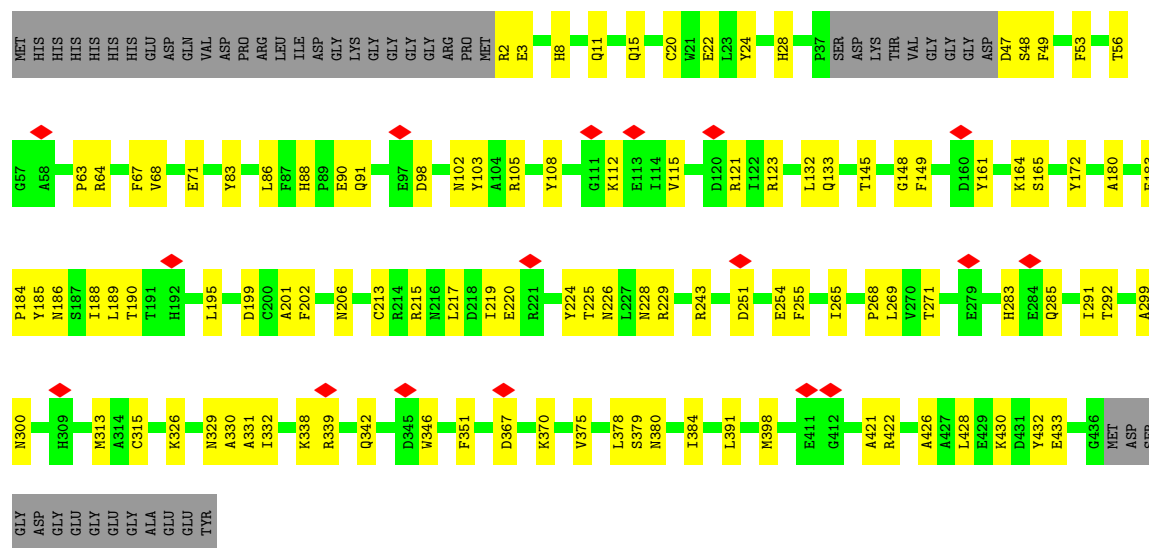 MET HIS HIS HIS HIS HIS HIS GLU ASP GLN VAL ASP PRO ARG LEU ILE ASP GLY LYS GLY GLY GLY GLY ARG PRO MET R2 E3 H8 Q11 Q15 C20 W21 E22 L23 Y24 H28 P37 SER ASP LYS THR VAL GLY GLY GLY ASP D47 S48 F49 F53 T56
G57 A58 P63 R64 F67 V68 E71 Y83 L86 F87 H88 P89 E90 Q91 E97 D98 N102 Y103 A104 R105 Y108 G111 K112 E113 I114 V115 D120 R121 I122 R123 L132 Q133 T145 G148 F149 D160 Y161 K164 S165 Y172 A180
P184 Y185 N186 S187 I188 L189 T190 T191 H192 L195 D199 C200 A201 F202 N206 C213 R214 R215 N216 L217 D218 I219 E220 R221 Y224 T225 N226 L227 N228 R229 R243 D251 E254 F255 I265 P268 L269 V270 T271 E279 H283 E284 Q285 I291 T292 A299
N300 H309 M313 A314 C315 K326 N329 A330 A331 I332 K338 R339 Q342 D345 W346 F351 D367 K370 V375 L378 S379 N380 I384 L391 M398 E411 G412 A421 R422 A426 A427 L428 E429 K430 D431 Y432 E433 G436 MET ASP SER
GLY ASP GLY GLU GLY GLU GLY ALA GLU GLU TYR